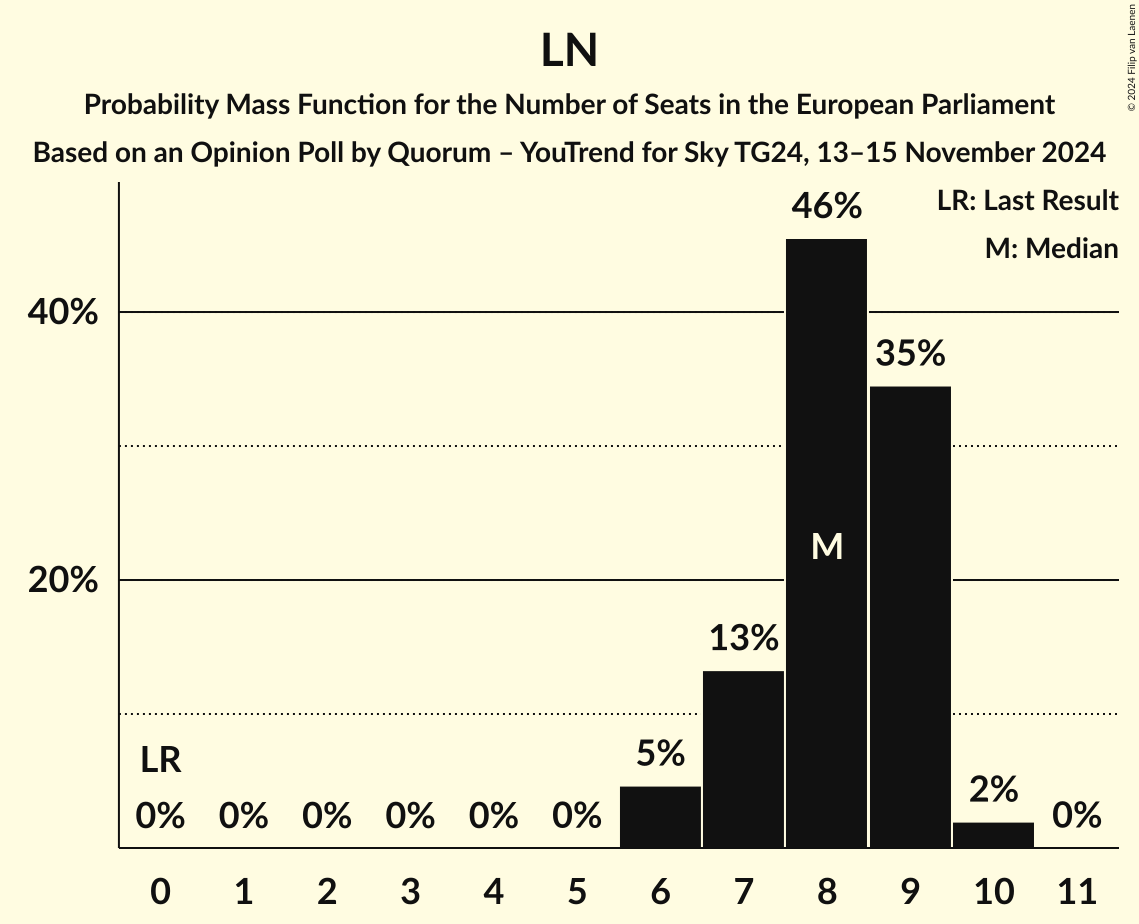 LN
Probability Mass Function for the Number of Seats in the European Parliament
Based on an Opinion Poll by Quorum – YouTrend for Sky TG24, 13–15 November 2024
© 2024 Filip van Laenen
LR: Last Result
M: Median
46%
40%
35%
M
20%
13%
LR
5%
2%
0% 0% 0% 0% 0% 0% 0%
0 1 2 3 4 5 6 7 8 9 10 11